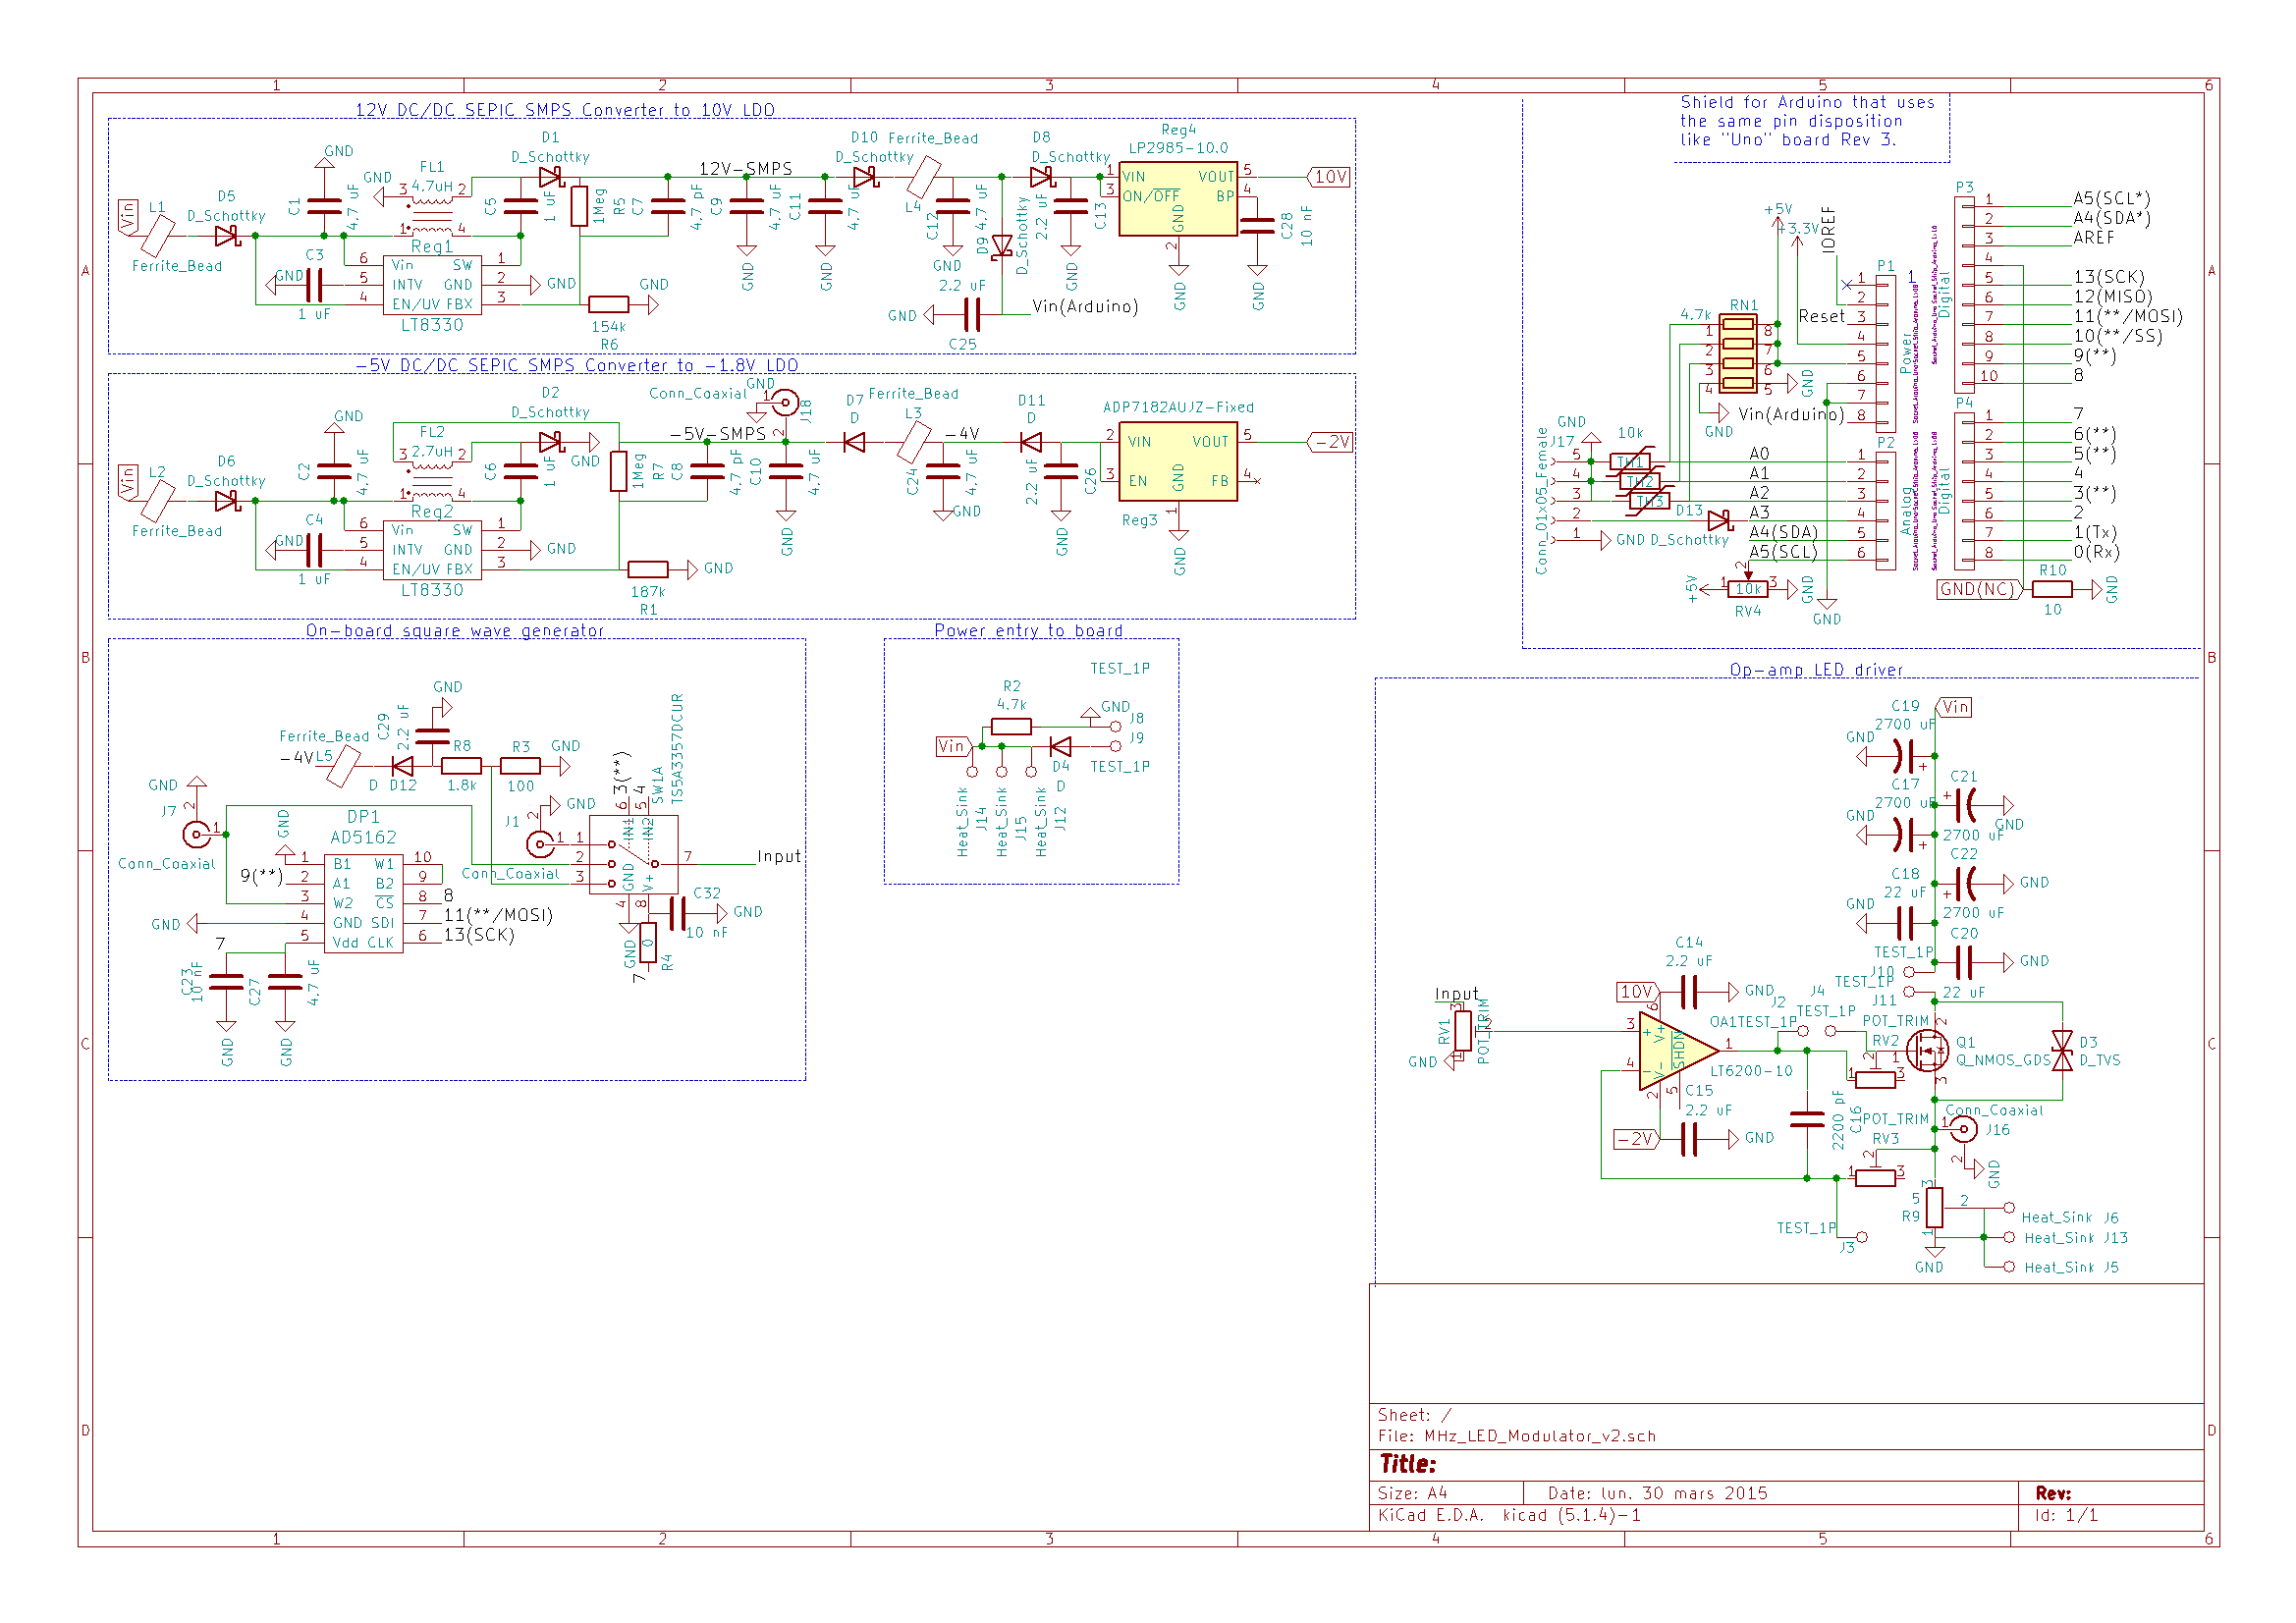 1 2 3 4 5 6
A
B
C
D
12V DC/DC SEPIC SMPS Converter to 10V LDO
Vin
L1
Ferrite_Bead
D5
D_Schottky
GND
C1
4.7 uF
GND
FL1
4.7uH
3 2
1 4
C3
GND
1 uF
Reg1
6 Vin SW 1
5 INTV GND 2
4 EN/UV FBX 3
LT8330
GND
C5
1 uF
D1
D_Schottky
1Meg
R5
154k
R6
C7
4.7 pF
12V-SMPS
C9
4.7 uF
GND
C11
4.7 uF
GND
D10
D_Schottky
Ferrite_Bead
L4
C12
4.7 uF
GND
D9
D_Schottky
2.2 uF
GND
C25
Vin(Arduino)
D8
D_Schottky
2.2 uF
C13
GND
Reg4
LP2985-10.0
1 VIN VOUT 5
3 ON/OFF BP 4
GND
2
GND
C28
10 nF
GND
10V
-5V DC/DC SEPIC SMPS Converter to -1.8V LDO
Vin
L2
Ferrite_Bead
D6
D_Schottky
GND
C2
4.7 uF
FL2
2.7uH
3 2
1 4
C4
GND
1 uF
Reg2
6 Vin SW 1
5 INTV GND 2
4 EN/UV FBX 3
LT8330
GND
C6
1 uF
D2
D_Schottky
GND
1Meg
R7
187k
R1
GND
C8
4.7 pF
-5V-SMPS
Conn_Coaxial
GND
1
2
J18
C10
4.7 uF
GND
D7
D
Ferrite_Bead
L3
-4V
C24
4.7 uF
GND
D11
D
2.2 uF
C26
GND
ADP7182AUJZ-Fixed
2 VIN VOUT 5
3 EN FB 4
GND
1
Reg3
GND
-2V
Shield for Arduino that uses
the same pin disposition
like "Uno" board Rev 3.
+5V
+3.3V
IOREF
Reset
RN1
4.7k
1 8
2 7
3 6
4 5
GND
GND
Vin(Arduino)
P1
1
1
2
3
4
5
6
7
8
Power
P2
1
2
3
4
5
6
Analog
A0
A1
A2
A3
A4(SDA)
A5(SCL)
GND
J17
Conn_01x05_Female
5
4
3
2
1
10k
TH1
TH2
TH3
D13
GND D_Schottky
+5V
1 10k 3
2
RV4
GND
GND
P3
1 A5(SCL*)
2 A4(SDA*)
3 AREF
4
5 13(SCK)
6 12(MISO)
7 11(**/MOSI)
8 10(**/SS)
9 9(**)
10 8
Digital
P4
1 7
2 6(**)
3 5(**)
4 4
5 3(**)
6 2
7 1(Tx)
8 0(Rx)
Digital
GND(NC)
R10
10
GND
On-board square wave generator
Ferrite_Bead
-4V
L5
D D12
C29
2.2 uF
GND
R8
1.8k
R3
100
GND
GND
J7
2
1
Conn_Coaxial
GND
DP1
AD5162
1 B1 W1 10
2 A1 B2 9
3 W2 CS 8
4 GND SDI 7
5 Vdd CLK 6
9(**)
GND
8
11(**/MOSI)
13(SCK)
7
C23
10 nF
GND
C27
4.7 uF
GND
J1
2
GND
1
Conn_Coaxial
3(**)
4
6
5
SW1A
TS5A3357DCUR
IN1
IN2
1
2
3
7
Input
GND
V+
4
8
GND
C32
GND
10 nF
0
R4
7
Power entry to board
TEST_1P
R2
4.7k
GND
J8
J9
Vin
D4
D
TEST_1P
Heat_Sink
J14
Heat_Sink
J15
Heat_Sink
J12
Op-amp LED driver
Vin
C19
2700 uF
GND
C21
GND
C17
2700 uF
GND
2700 uF
C22
GND
C18
22 uF
GND
2700 uF
C20
GND
22 uF
TEST_1P
J10
TEST_1P
J11
Input
3
RV1
2
POT_TRIM
1
GND
C14
2.2 uF
10V
GND
6
3
4
V+
V-
SHDN
1
2
5
OA1
LT6200-10
C15
2.2 uF
-2V
GND
J2
TEST_1P
J4
TEST_1P
POT_TRIM
RV2
2
1
3
Q1
Q_NMOS_GDS
2
1
3
D3
D_TVS
2200 pF
C16
POT_TRIM
RV3
2
1 3
Conn_Coaxial
1
J16
2
GND
TEST_1P
J3
5
R9
3
2
1
GND
Heat_Sink J6
Heat_Sink J13
Heat_Sink J5
Sheet: /
File: MHz_LED_Modulator_v2.sch
Title:
Size: A4 Date: lun. 30 mars 2015 Rev:
KiCad E.D.A. kicad (5.1.4)-1 Id: 1/1
1 2 3 4 5 6